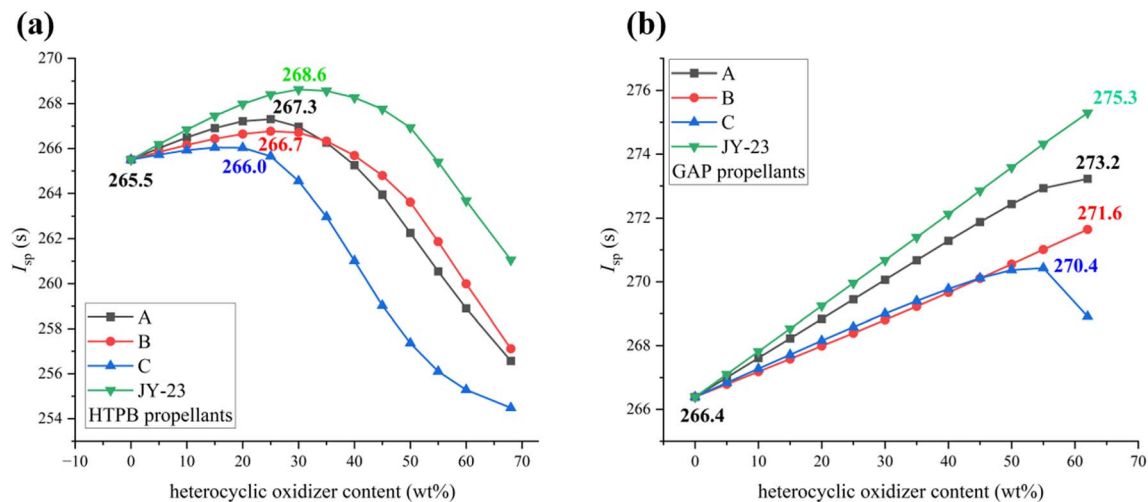 (a)
270
268
266
264
262
260
258
256
254
I_sp (s)
268.6
267.3
266.7
266.0
265.5
A
B
C
JY-23
HTPB propellants
−10 0 10 20 30 40 50 60 70
heterocyclic oxidizer content (wt%)
(b)
276
274
272
270
268
266
I_sp (s)
A
B
C
JY-23
GAP propellants
275.3
273.2
271.6
270.4
266.4
0 10 20 30 40 50 60 70
heterocyclic oxidizer content (wt%)